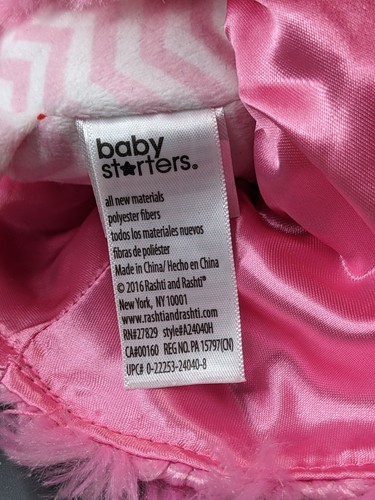 baby
st★rters.
all new materials
polyester fibers
todos los materiales nuevos
fibras de poliéster
Made in China/ Hecho en China
© 2016 Rashti and Rashti®
New York, NY 10001
www.rashtiandrashti.com
RN#27829 style#A24040H
CA#00160 REG NO. PA 15797(CN)
UPC# 0-22253-24040-8